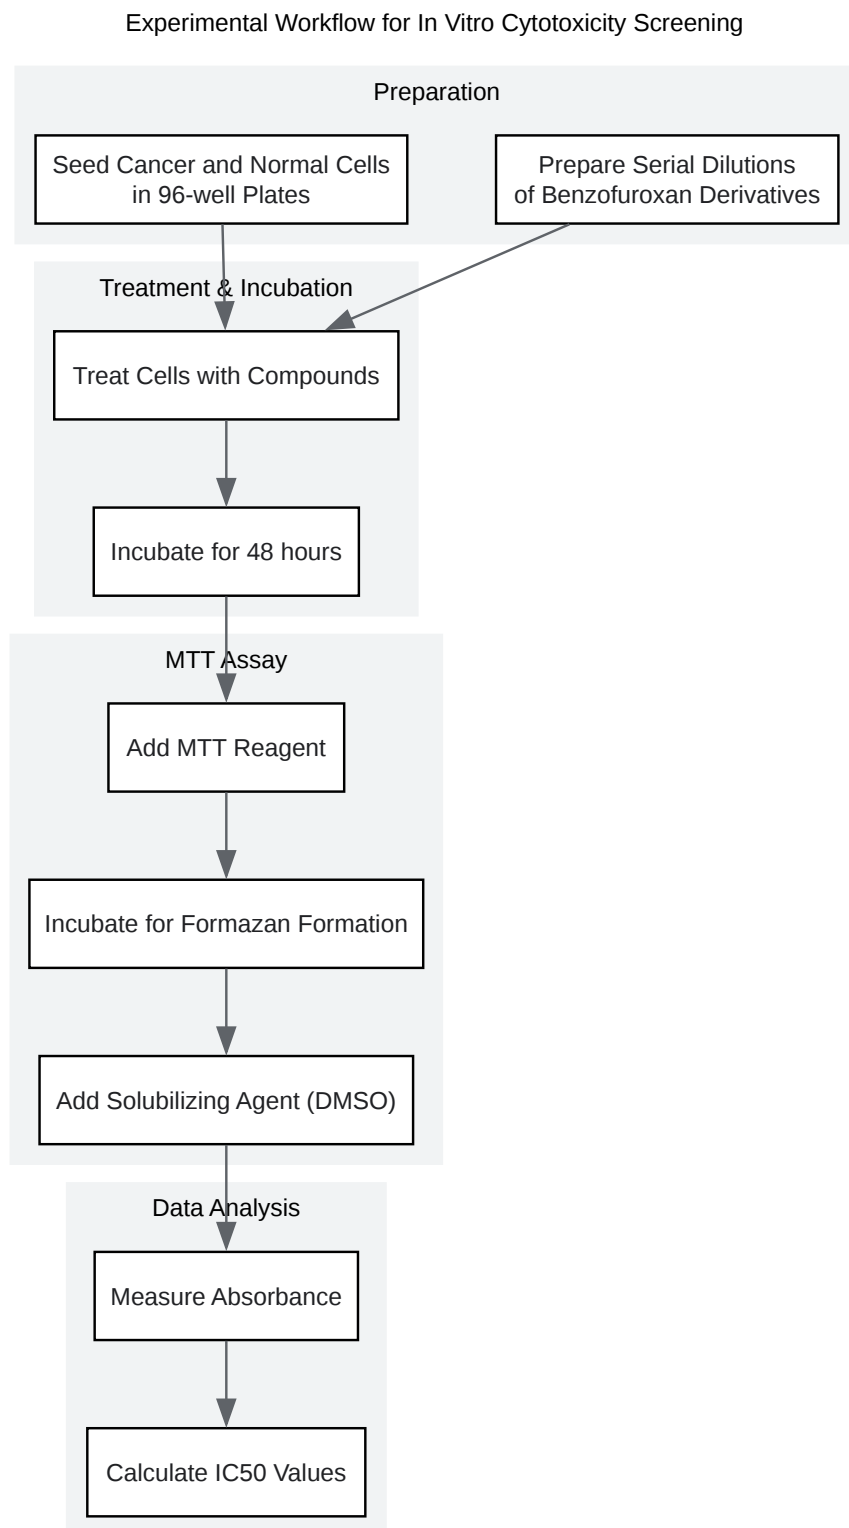 Experimental Workflow for In Vitro Cytotoxicity Screening
Preparation
Seed Cancer and Normal Cells
in 96-well Plates
Prepare Serial Dilutions
of Benzofuroxan Derivatives
Treatment & Incubation
Treat Cells with Compounds
Incubate for 48 hours
MTT Assay
Add MTT Reagent
Incubate for Formazan Formation
Add Solubilizing Agent (DMSO)
Data Analysis
Measure Absorbance
Calculate IC50 Values